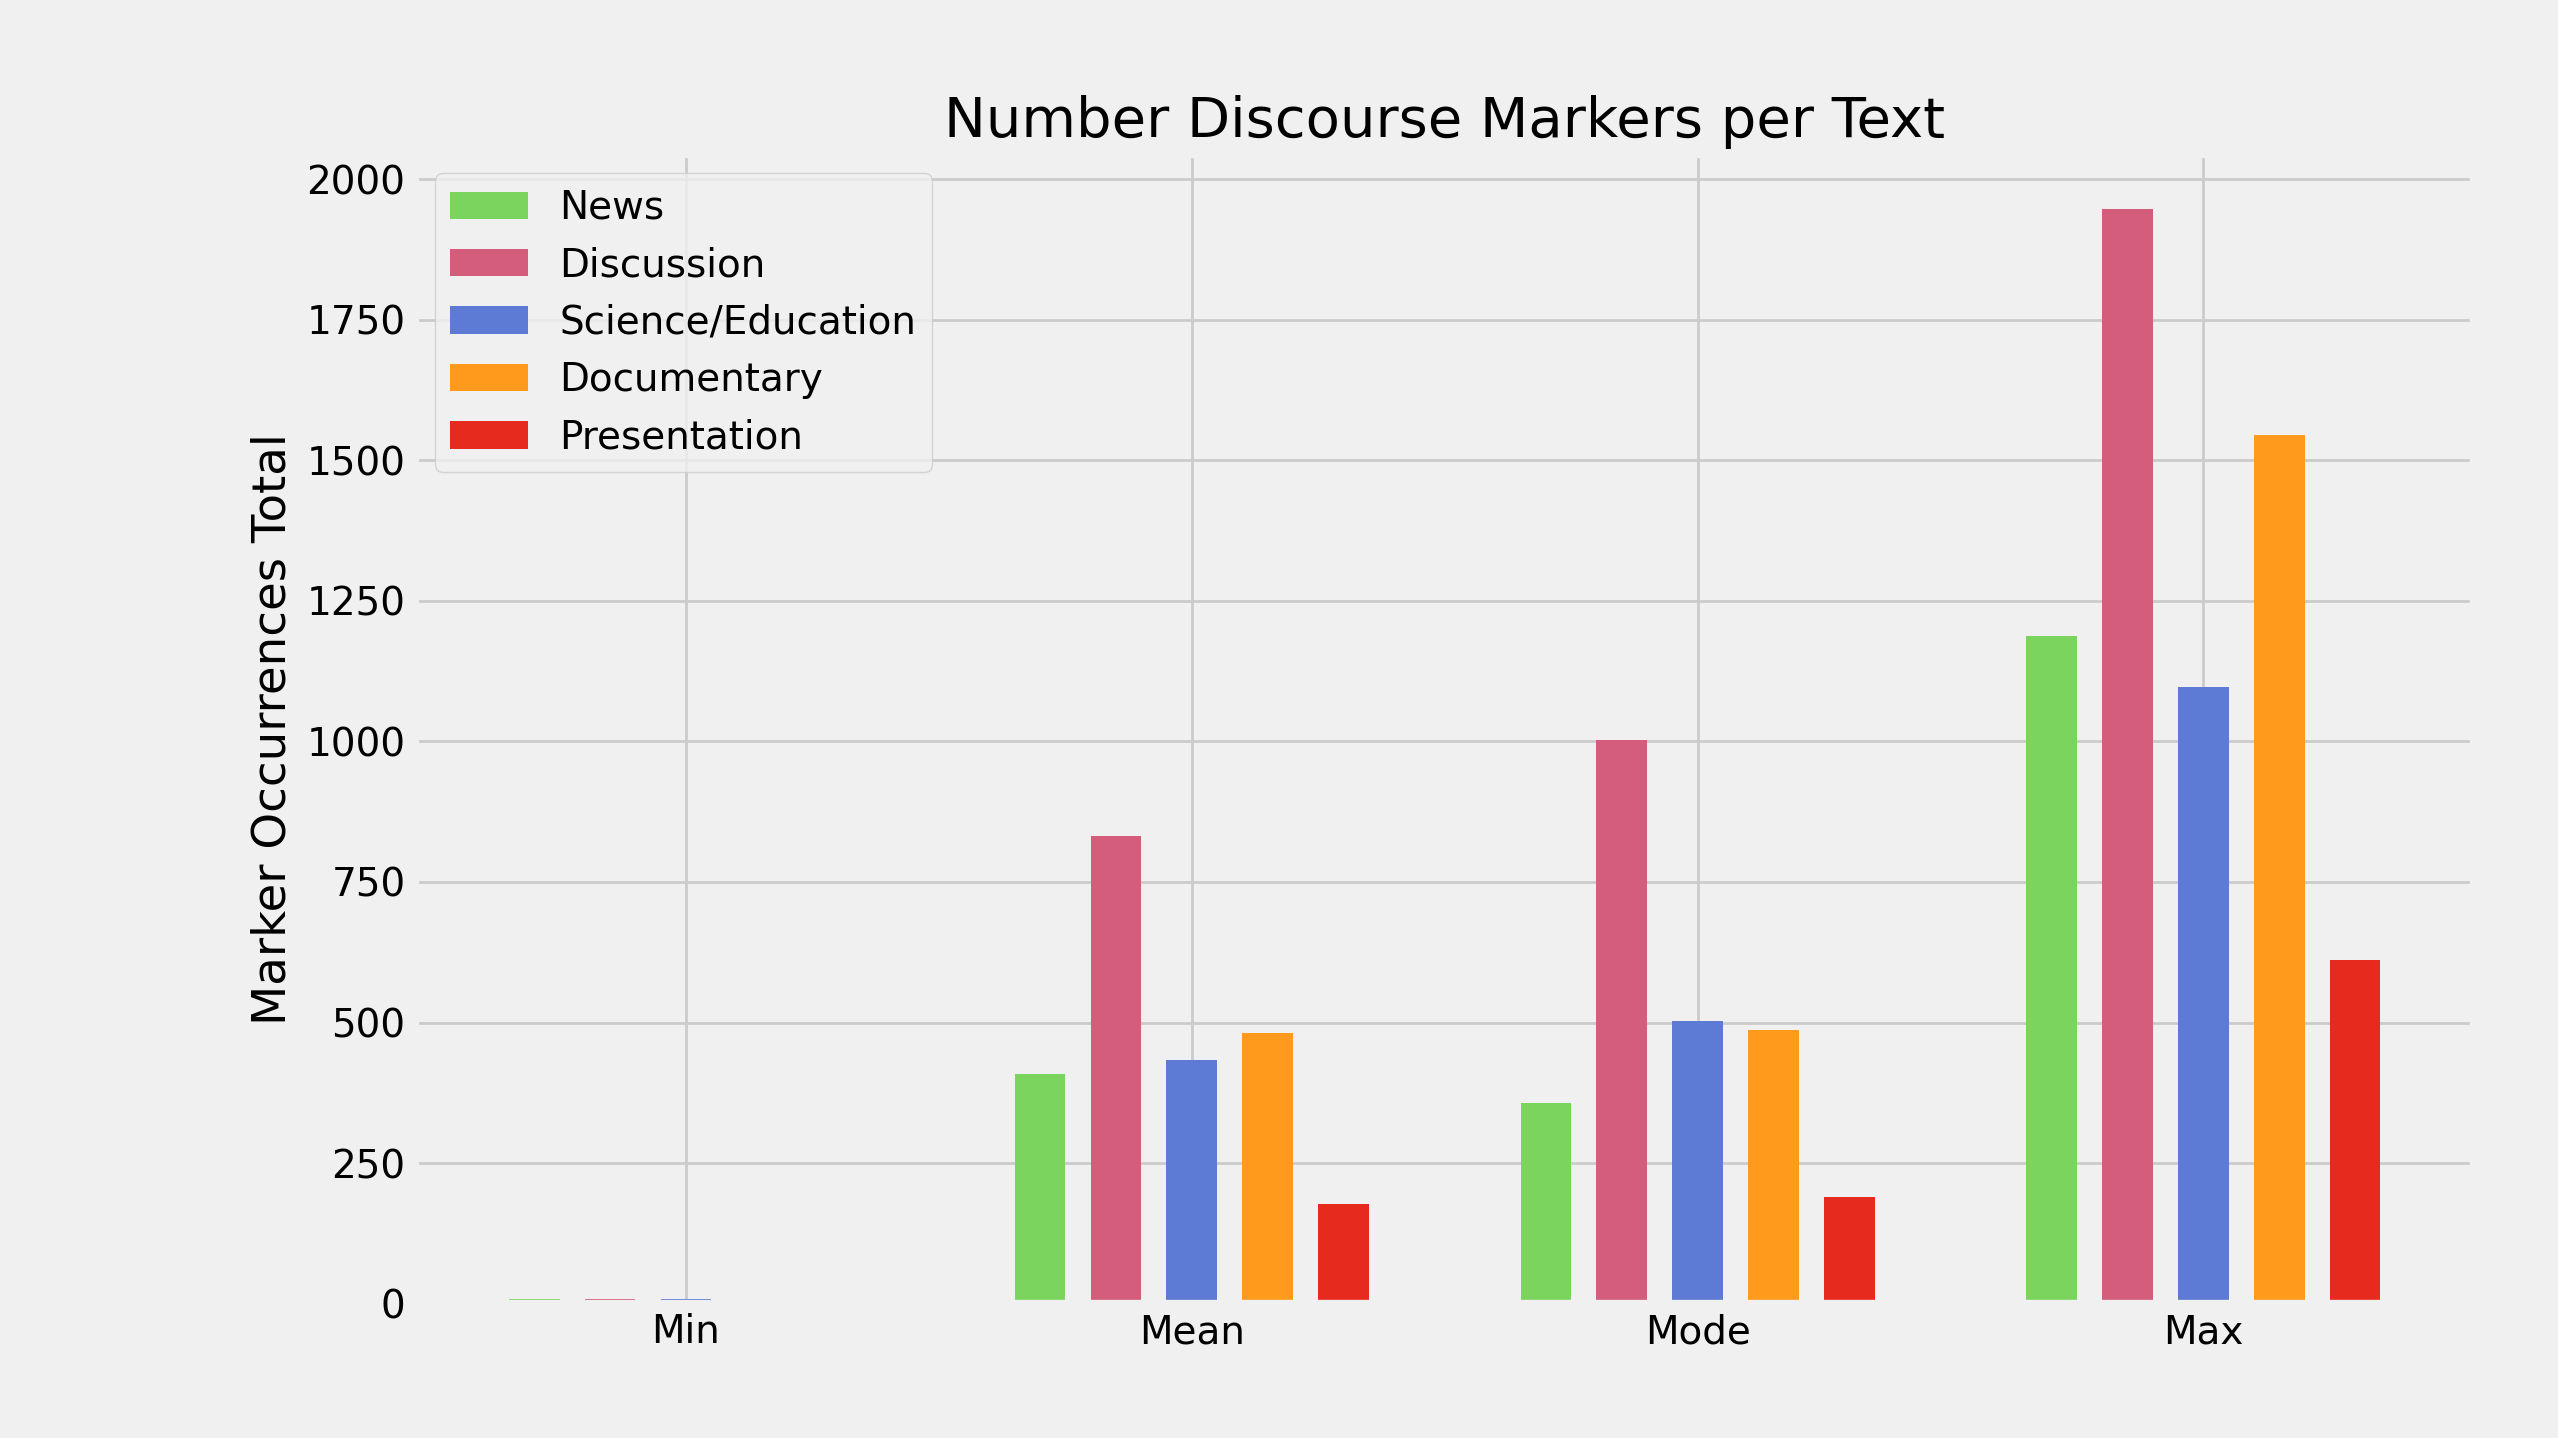 Number Discourse Markers per Text
Marker Occurrences Total
2000
1750
1500
1250
1000
750
500
250
0
News
Discussion
Science/Education
Documentary
Presentation
Min
Mean
Mode
Max